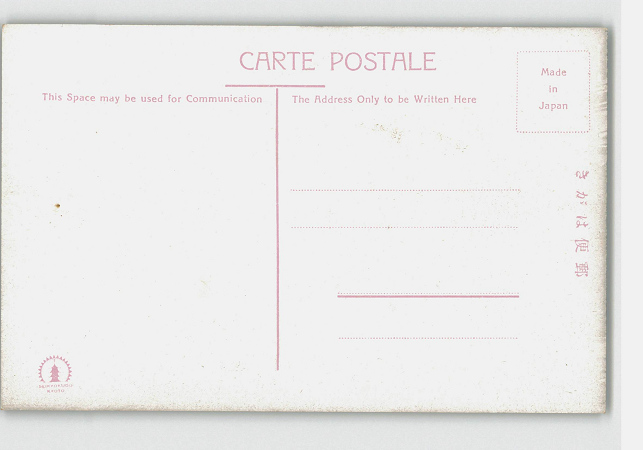 CARTE POSTALE
This Space may be used for Communication
The Address Only to be Written Here
Made
in
Japan
きがは便郵
KYOTO